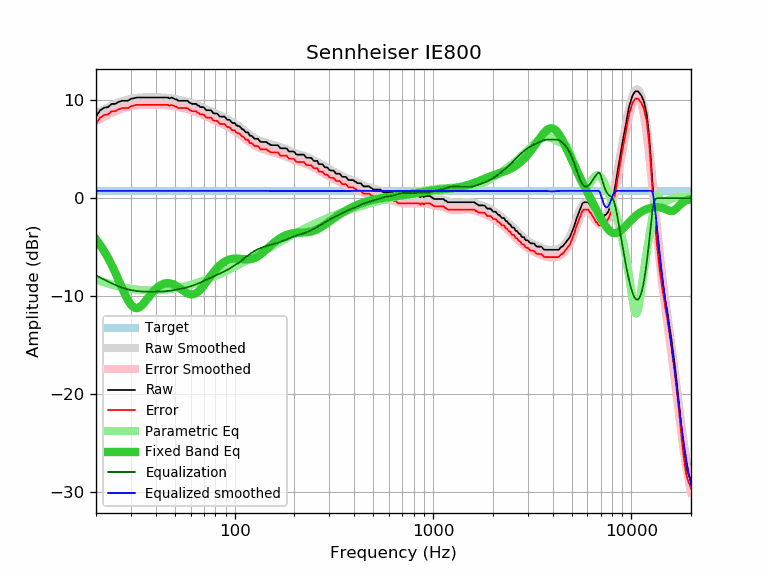 Sennheiser IE800
10
0
−10
−20
−30
Amplitude (dBr)
Target
Raw Smoothed
Error Smoothed
Raw
Error
Parametric Eq
Fixed Band Eq
Equalization
Equalized smoothed
100
1000
10000
Frequency (Hz)